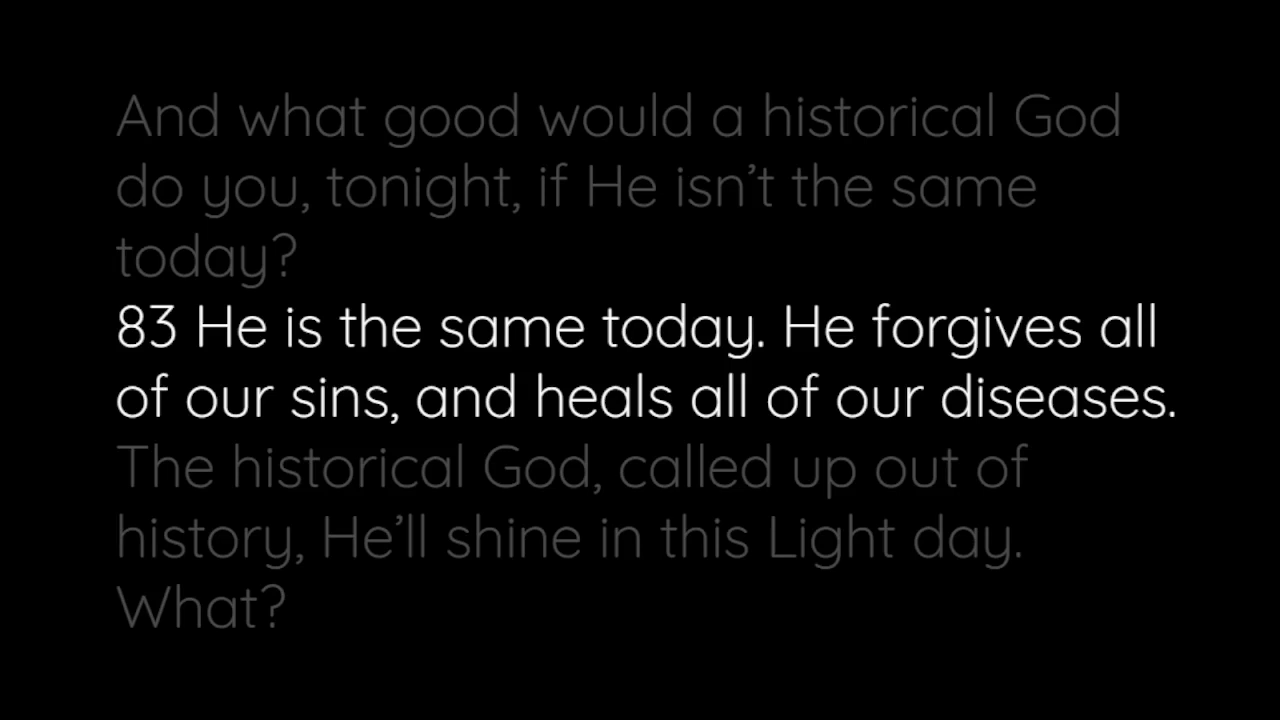 And what good would a historical God
do you, tonight, if He isn’t the same
today?
83 He is the same today. He forgives all
of our sins, and heals all of our diseases.
The historical God, called up out of
history, He’ll shine in this Light day.
What?